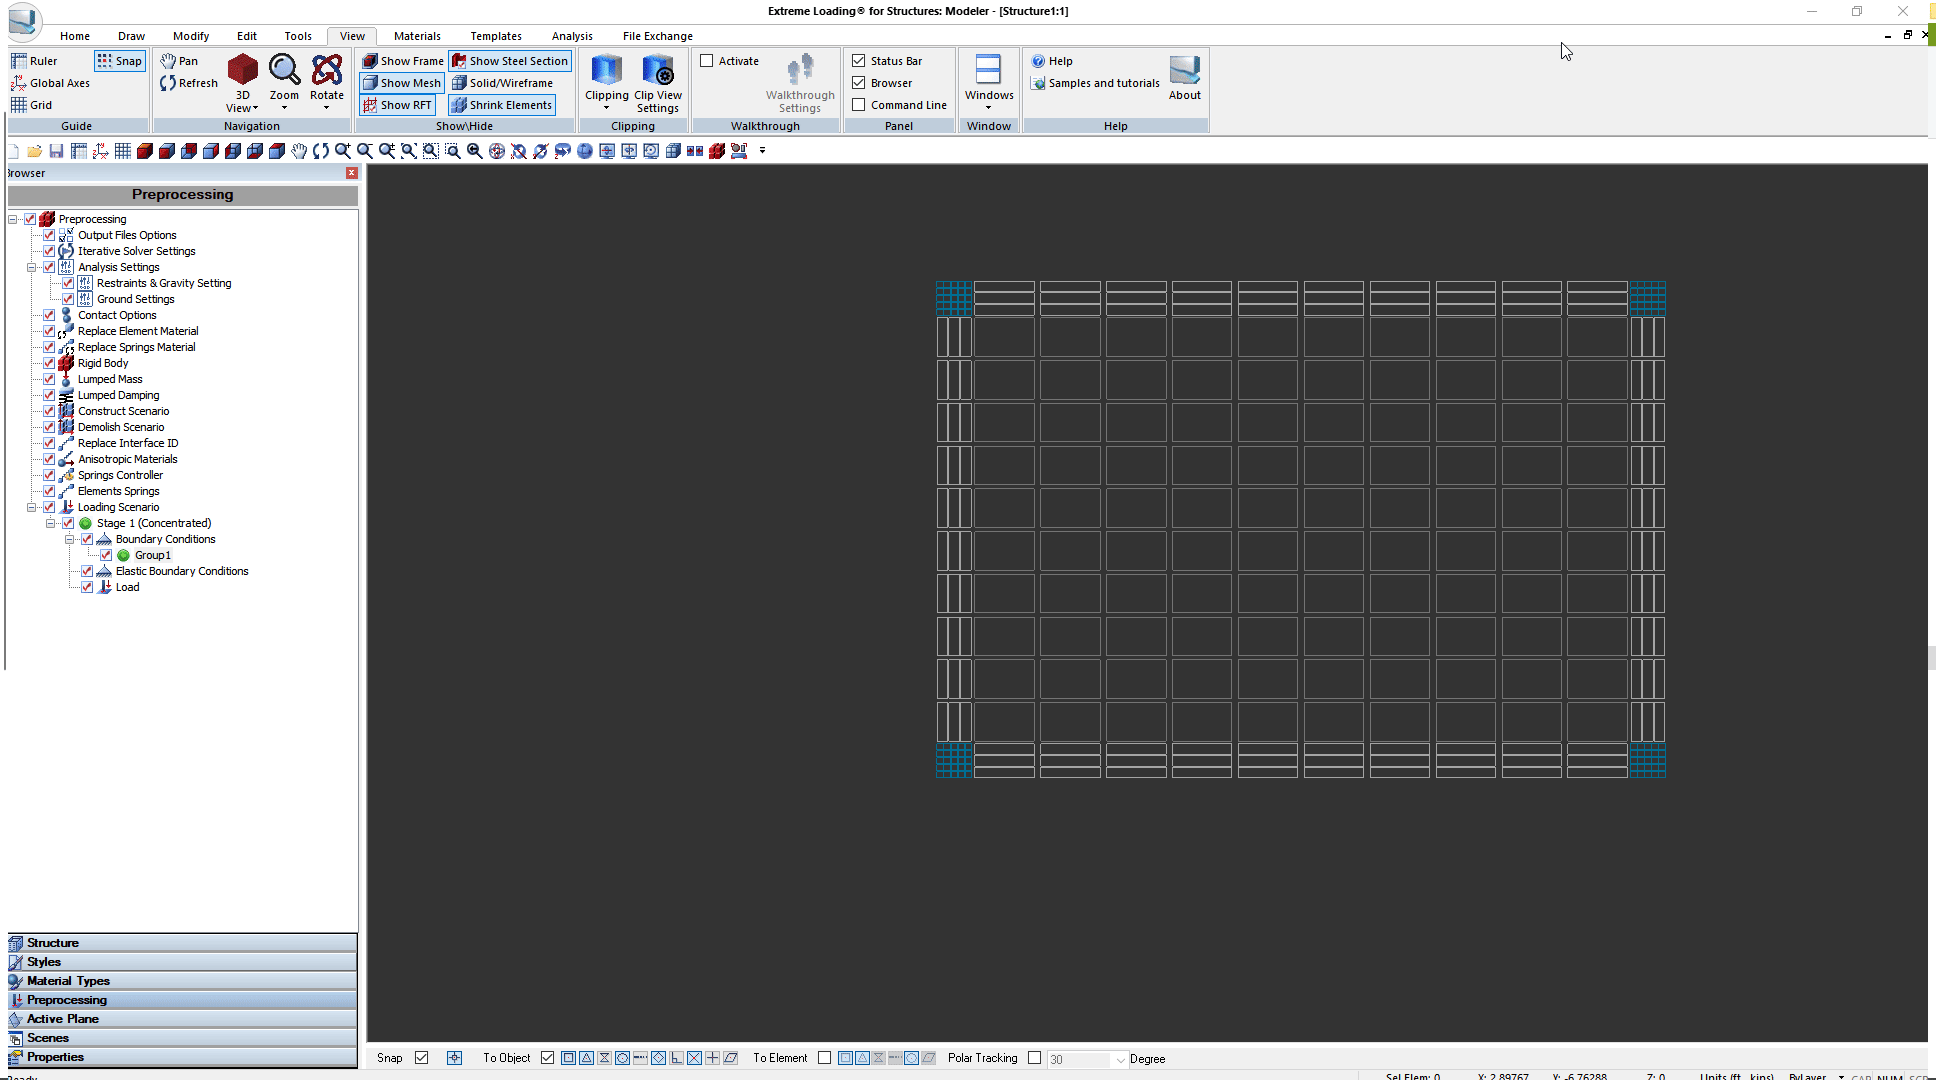 Extreme Loading® for Structures: Modeler - [Structure1:1]
Home Draw Modify Edit Tools View Materials Templates Analysis File Exchange
Ruler Snap Pan Show Frame Show Steel Section Activate Status Bar Help
Global Axes Refresh Show Mesh Solid/Wireframe Browser Samples and tutorials
Grid Show RFT Shrink Elements Command Line
3D View Zoom Rotate Clipping Clip View Settings Walkthrough Settings Windows About
Guide Navigation Show\Hide Clipping Walkthrough Panel Window Help
Browser
Preprocessing
Preprocessing
Output Files Options
Iterative Solver Settings
Analysis Settings
Restraints & Gravity Setting
Ground Settings
Contact Options
Replace Element Material
Replace Springs Material
Rigid Body
Lumped Mass
Lumped Damping
Construct Scenario
Demolish Scenario
Replace Interface ID
Anisotropic Materials
Springs Controller
Elements Springs
Loading Scenario
Stage 1 (Concentrated)
Boundary Conditions
Group1
Elastic Boundary Conditions
Load
Structure
Styles
Material Types
Preprocessing
Active Plane
Scenes
Properties
Snap To Object To Element Polar Tracking 30 Degree
Ready Sel Elem: 0 X: 2.89767 Y: -6.76288 Z: 0 Units (ft., kips) ByLayer CAP NUM SCR